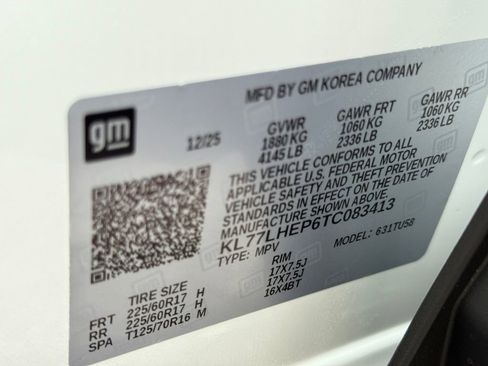 MFD BY GM KOREA COMPANY
gm
12/25
GVWR GAWR FRT GAWR RR
1880 KG 1060 KG 1060 KG
4145 LB 2336 LB 2336 LB
THIS VEHICLE CONFORMS TO ALL
APPLICABLE U.S. FEDERAL MOTOR
VEHICLE SAFETY AND THEFT PREVENTION
STANDARDS IN EFFECT ON THE DATE OF
MANUFACTURE SHOWN ABOVE.
KL77LHEP6TC083413
TYPE: MPV MODEL: 631TU58
TIRE SIZE RIM
FRT 225/60R17 H 17X7.5J
RR 225/60R17 H 17X7.5J
SPA T125/70R16 M 16X4BT